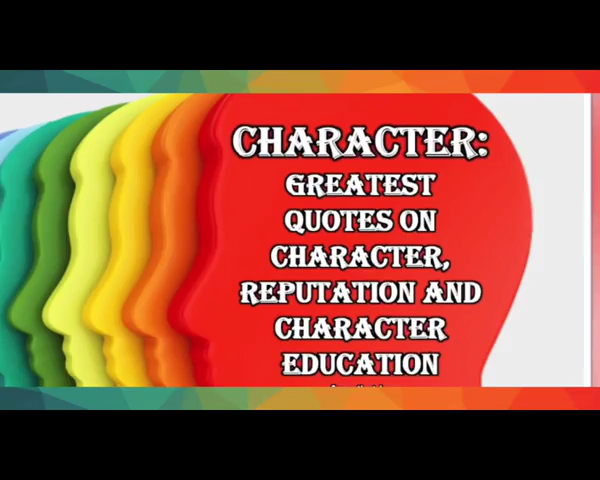 CHARACTER:
GREATEST
QUOTES ON
CHARACTER,
REPUTATION AND
CHARACTER
EDUCATION